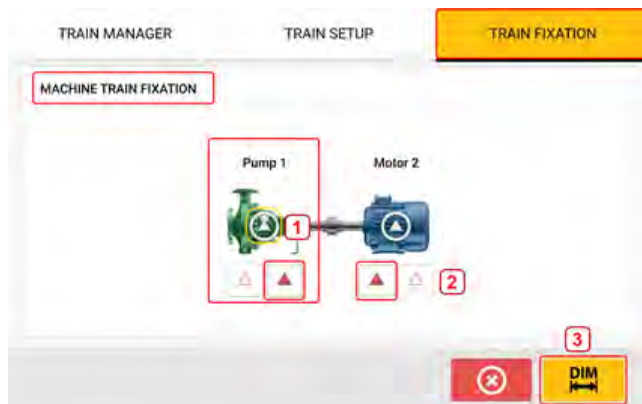 TRAIN MANAGER TRAIN SETUP TRAIN FIXATION
MACHINE TRAIN FIXATION
Pump 1 Motor 2
1
2
3
DIM